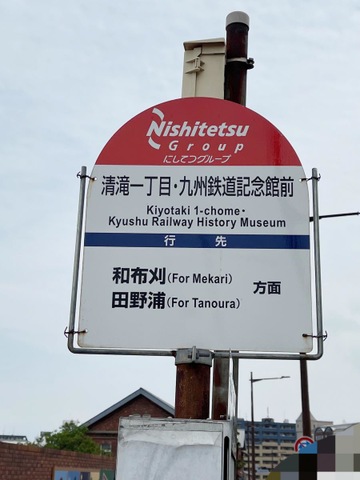 Nishitetsu
Group
にしてつグループ
清滝一丁目・九州鉄道記念館前
Kiyotaki 1-chome・
Kyushu Railway History Museum
行先
和布刈(For Mekari)
田野浦(For Tanoura)
方面